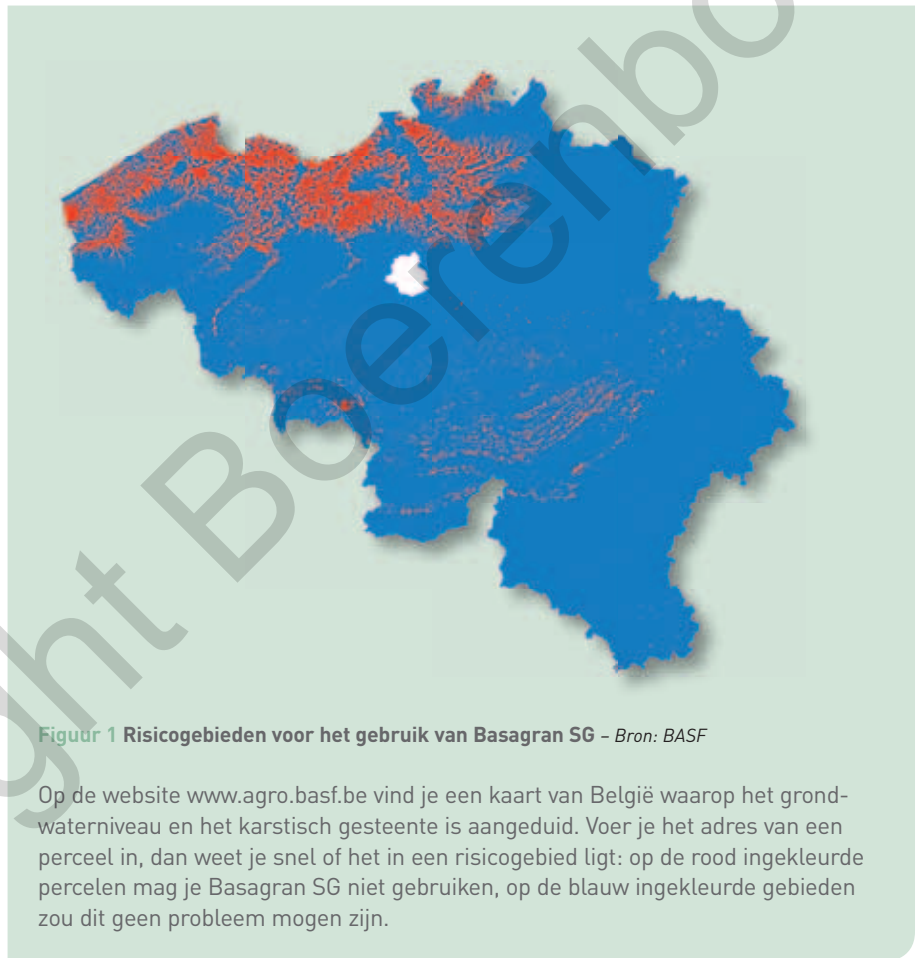 ght Boerenbo
Figuur 1 Risicogebieden voor het gebruik van Basagran SG – Bron: BASF
Op de website www.agro.basf.be vind je een kaart van België waarop het grond-
waterniveau en het karstisch gesteente is aangeduid. Voer je het adres van een
perceel in, dan weet je snel of het in een risicogebied ligt: op de rood ingekleurde
percelen mag je Basagran SG niet gebruiken, op de blauw ingekleurde gebieden
zou dit geen probleem mogen zijn.